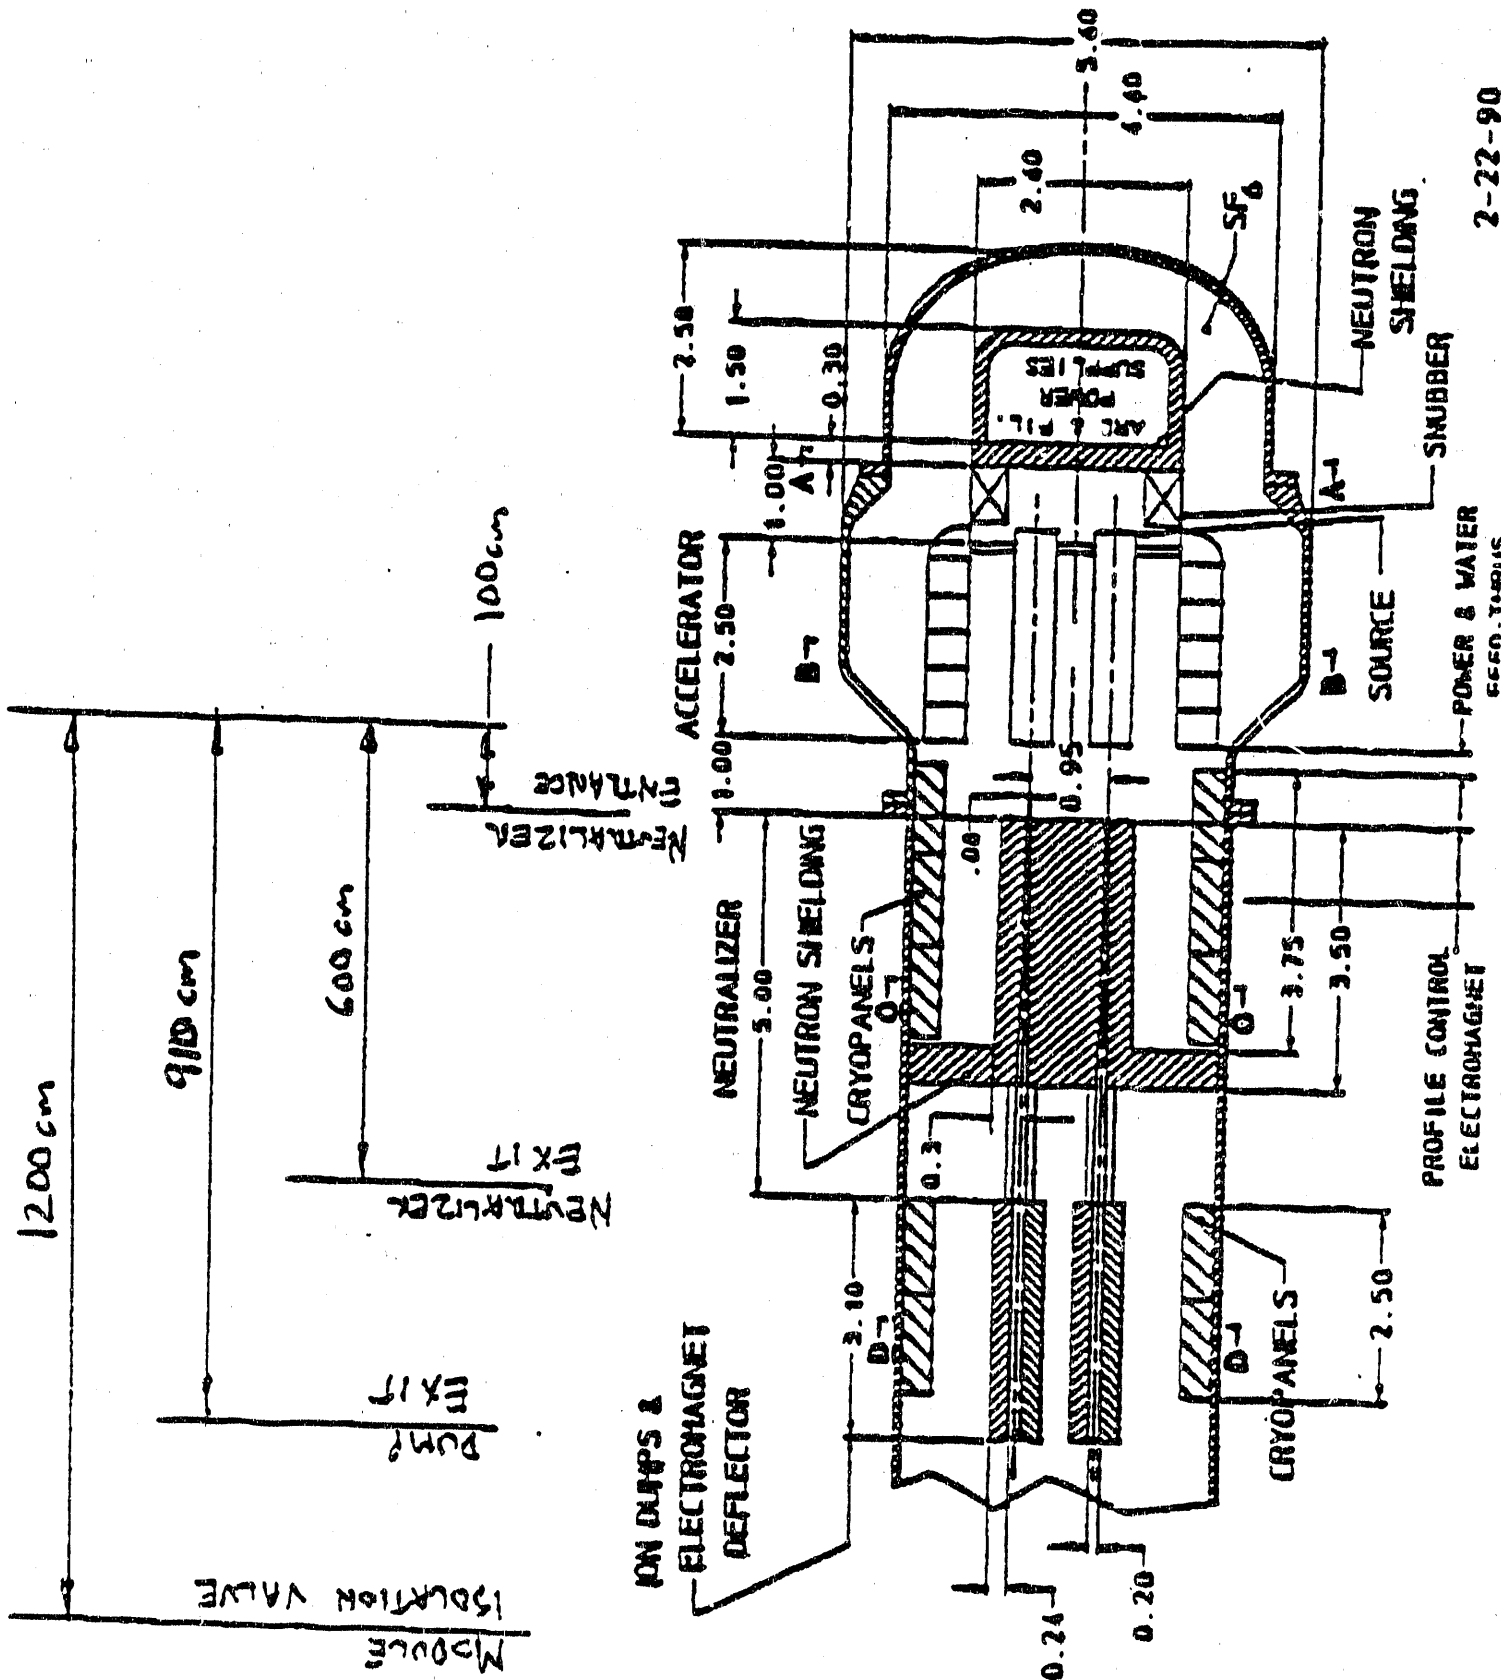 1200 cm
910 cm
600 cm
100 cm
MODULE
ISOLATION VALVE
DUMP
EXIT
NEUTRALIZER
EXIT
NEUTRALIZER
ENTRANCE
ION DUMPS &
ELECTROMAGNET
DEFLECTOR
NEUTRALIZER
ACCELERATOR
3.10
5.00
1.00
2.50
1.00
0.30
1.50
2.50
NEUTRON SHIELDING
CRYOPANELS
0.3
.08
0.95
A
A
B
B
D
D
ARC & FIL.
POWER
SUPPLIES
2.60
4.60
5.60
SF6
NEUTRON
SHIELDING
SNUBBER
SOURCE
POWER & WATER
FEED-THRUS
3.75
3.50
PROFILE CONTROL
ELECTROMAGNET
CRYOPANELS
2.50
0.24
0.20
2-22-90